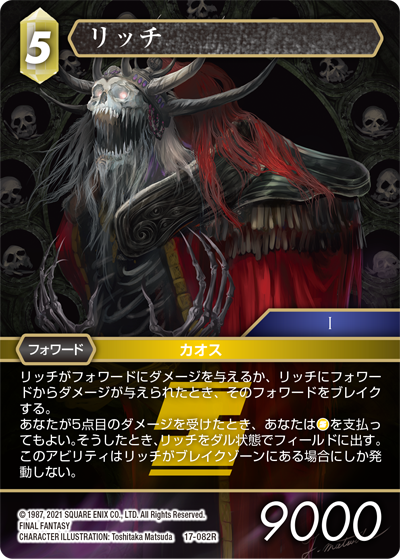 5
リッチ
I
フォワード
カオス
リッチがフォワードにダメージを与えるか、リッチにフォワー
ドからダメージが与えられたとき、そのフォワードをブレイク
する。
あなたが5点目のダメージを受けたとき、あなたは を支払っ
てもよい。そうしたとき、リッチをダル状態でフィールドに出す。
このアビリティはリッチがブレイクゾーンにある場合にしか発
動しない。
© 1987, 2021 SQUARE ENIX CO., LTD. All Rights Reserved.
FINAL FANTASY
CHARACTER ILLUSTRATION: Toshitaka Matsuda 17-082R
9000